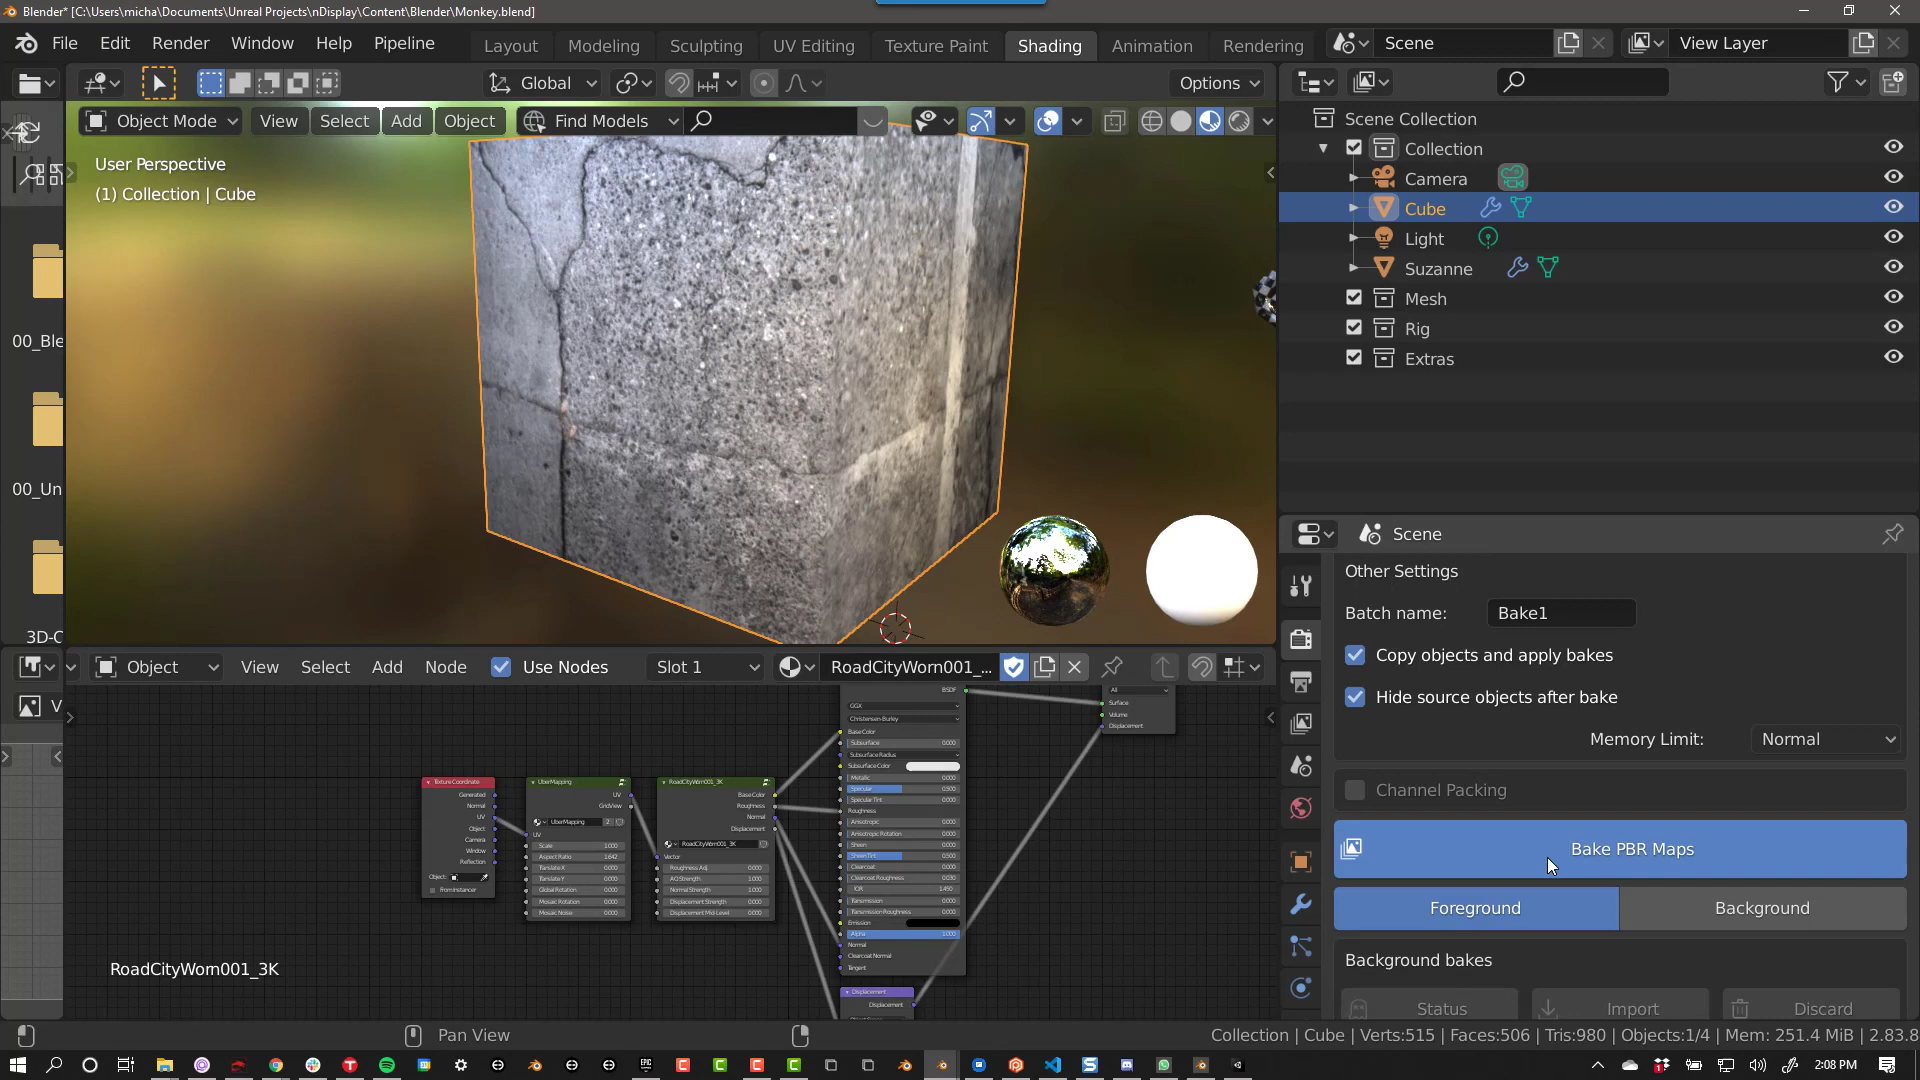 Blender* [C:\Users\micha\Documents\Unreal Projects\nDisplay\Content\Blender\Monkey.blend]
File Edit Render Window Help Pipeline
Layout Modeling Sculpting UV Editing Texture Paint Shading Animation Rendering
Scene
View Layer
Global
Options
Object Mode View Select Add Object Find Models
User Perspective
(1) Collection | Cube
00_Ble
00_Un
3D-C
Scene Collection
Collection
Camera
Cube
Light
Suzanne
Mesh
Rig
Extras
Scene
Other Settings
Batch name: Bake1
Copy objects and apply bakes
Hide source objects after bake
Memory Limit: Normal
Channel Packing
Bake PBR Maps
Foreground Background
Background bakes
Status Import Discard
Object View Select Add Node Use Nodes Slot 1 RoadCityWorn001_...
V
Texture Coordinate
Generated
Normal
UV
Object
Camera
Window
Reflection
Object:
From Instancer
UberMapping
UV
GridView
UberMapping 2
UV
Scale 1.000
Aspect Ratio 1.642
Translate X 0.000
Translate Y 0.000
Global Rotation 0.000
Mosaic Rotation 0.000
Mosaic Noise 0.000
RoadCityWorn001_3K
Base Color
Roughness
Normal
Displacement
RoadCityWorn001_3K
Vector
Roughness Adj. 0.000
AO Strength 1.000
Normal Strength 1.000
Displacement Strength 1.000
Displacement Mid-Level 0.000
BSDF
GGX
Christensen-Burley
Base Color
Subsurface 0.000
Subsurface Radius
Subsurface Color
Metallic 0.000
Specular 0.500
Specular Tint 0.000
Roughness
Anisotropic 0.000
Anisotropic Rotation 0.000
Sheen 0.000
Sheen Tint 0.500
Clearcoat 0.000
Clearcoat Roughness 0.030
IOR 1.450
Transmission 0.000
Transmission Roughness 0.000
Emission
Alpha 1.000
Normal
Clearcoat Normal
Tangent
Displacement
Displacement
All
Surface
Volume
Displacement
RoadCityWorn001_3K
Pan View
Collection | Cube | Verts:515 | Faces:506 | Tris:980 | Objects:1/4 | Mem: 251.4 MiB | 2.83.8
2:08 PM